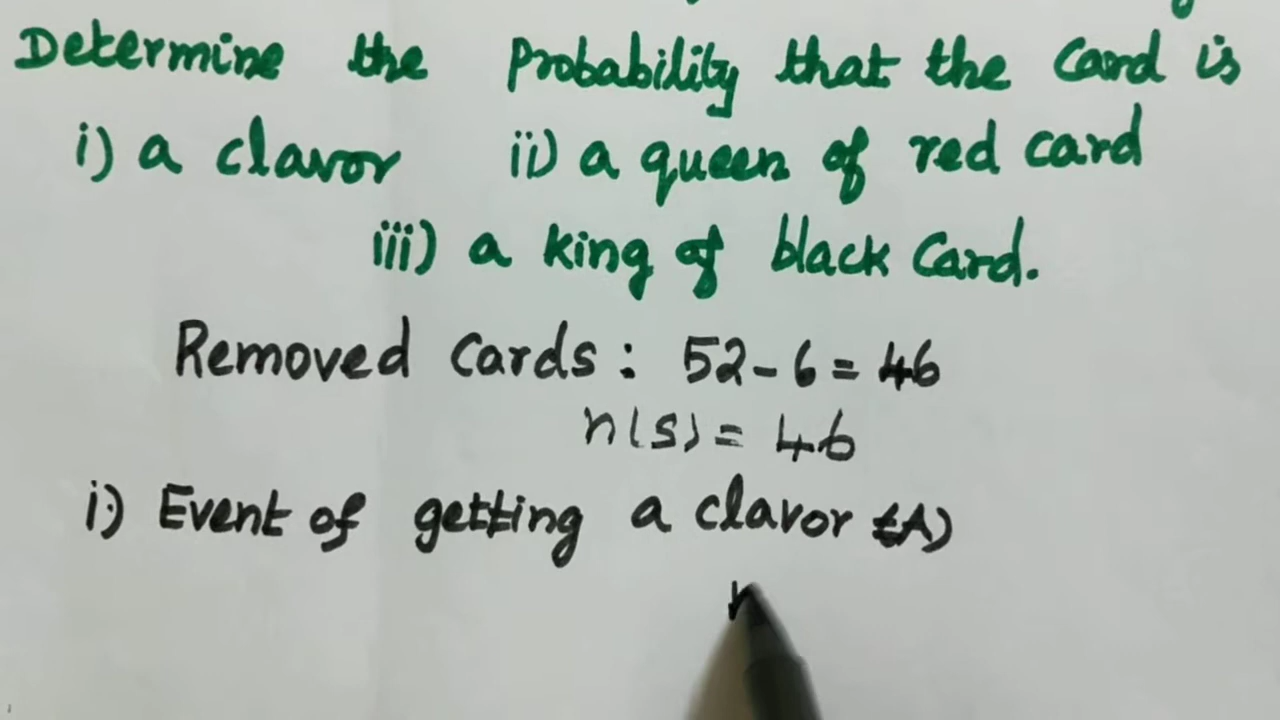 Determine the Probability that the Card is
i) a clavor ii) a queen of red card
iii) a king of black Card.
Removed Cards : 52 - 6 = 46
n(S) = 46
i) Event of getting a clavor (A)